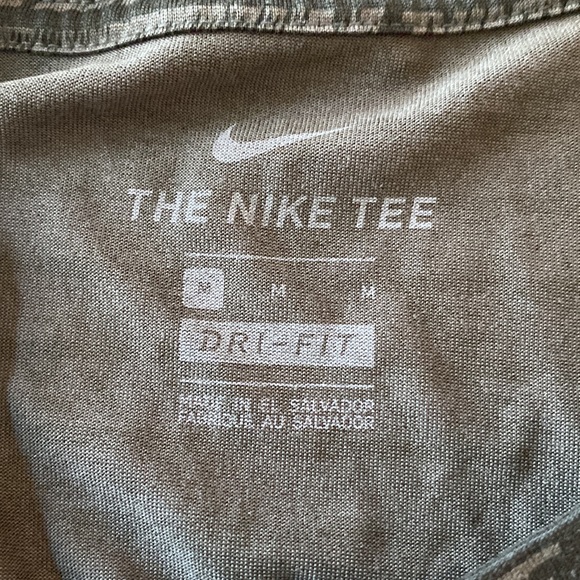 THE NIKE TEE
M M M
DRI-FIT
MADE IN EL SALVADOR
FABRIQUÉ AU SALVADOR